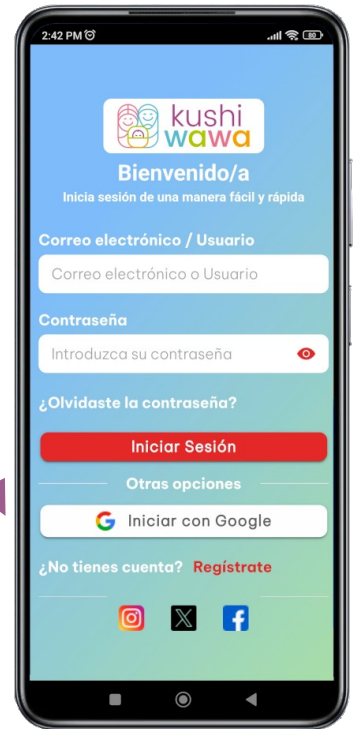 2:42 PM
80
kushi
wawa
Bienvenido/a
Inicia sesión de una manera fácil y rápida
Correo electrónico / Usuario
Correo electrónico o Usuario
Contraseña
Introduzca su contraseña
¿Olvidaste la contraseña?
Iniciar Sesión
Otras opciones
Iniciar con Google
¿No tienes cuenta? Regístrate